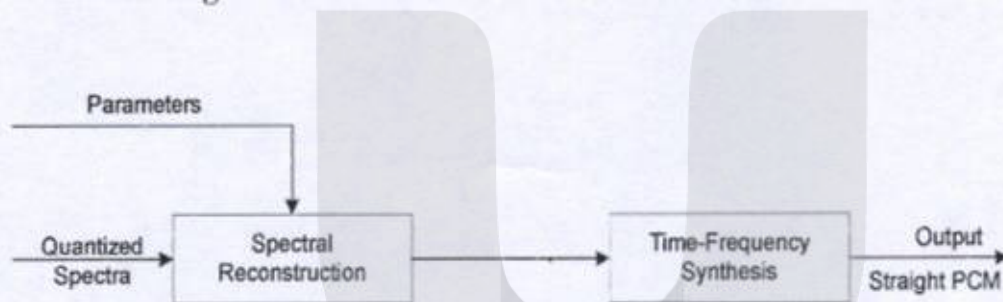 Parameters
Quantized
Spectra
Spectral
Reconstruction
Time-Frequency
Synthesis
Output
Straight PCM